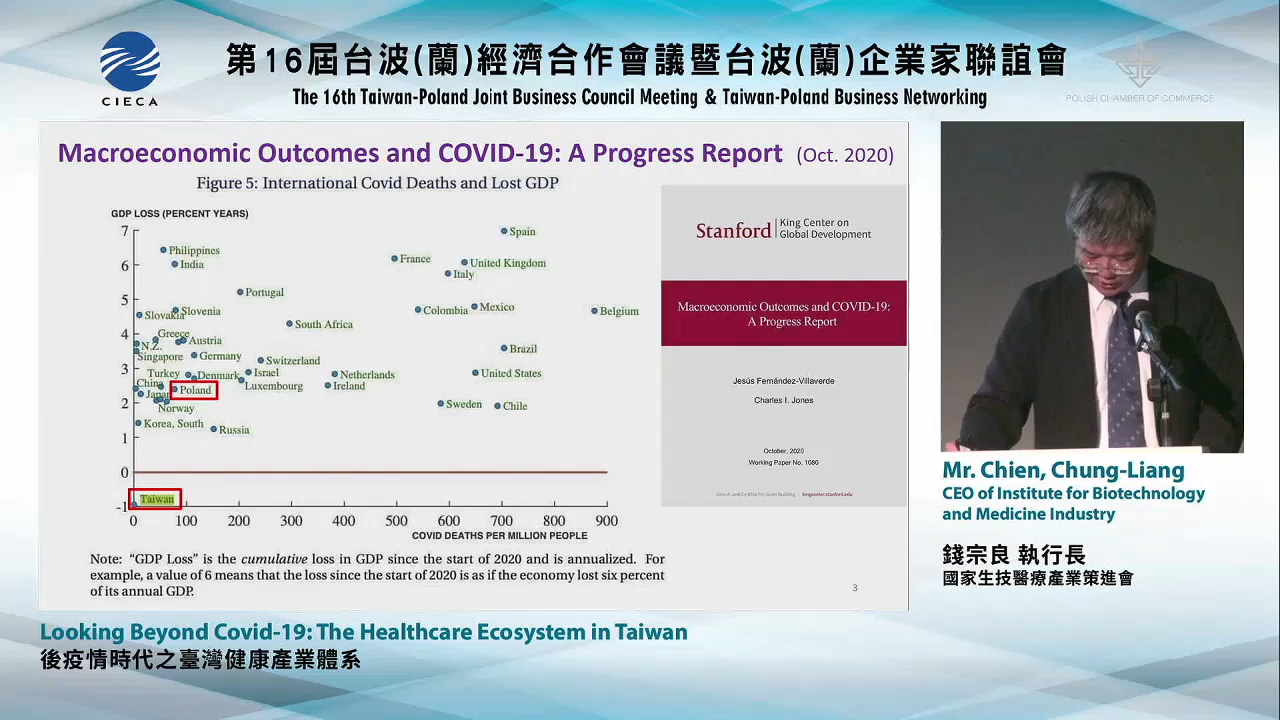 CIECA
第16屆台波(蘭)經濟合作會議暨台波(蘭)企業家聯誼會
The 16th Taiwan-Poland Joint Business Council Meeting & Taiwan-Poland Business Networking
POLISH CHAMBER OF COMMERCE
Macroeconomic Outcomes and COVID-19: A Progress Report (Oct. 2020)
Figure 5: International Covid Deaths and Lost GDP
GDP LOSS (PERCENT YEARS)
7
6
5
4
3
2
1
0
-1
Spain
Philippines
India
France
United Kingdom
Italy
Portugal
Slovakia
Slovenia
Colombia
Mexico
Belgium
South Africa
Greece
Austria
N.Z.
Singapore
Germany
Brazil
Switzerland
Turkey
Denmark
Israel
Netherlands
United States
China
Luxembourg
Ireland
Japan
Poland
Norway
Sweden
Chile
Korea, South
Russia
Taiwan
0 100 200 300 400 500 600 700 800 900
COVID DEATHS PER MILLION PEOPLE
Note: “GDP Loss” is the cumulative loss in GDP since the start of 2020 and is annualized. For
example, a value of 6 means that the loss since the start of 2020 is as if the economy lost six percent
of its annual GDP.
Stanford
King Center on
Global Development
Macroeconomic Outcomes and COVID-19:
A Progress Report
Jesús Fernández-Villaverde
Charles I. Jones
October, 2020
Working Paper No. 1080
kingcenter.stanford.edu
3
Mr. Chien, Chung-Liang
CEO of Institute for Biotechnology
and Medicine Industry
錢宗良 執行長
國家生技醫療產業策進會
Looking Beyond Covid-19: The Healthcare Ecosystem in Taiwan
後疫情時代之臺灣健康產業體系